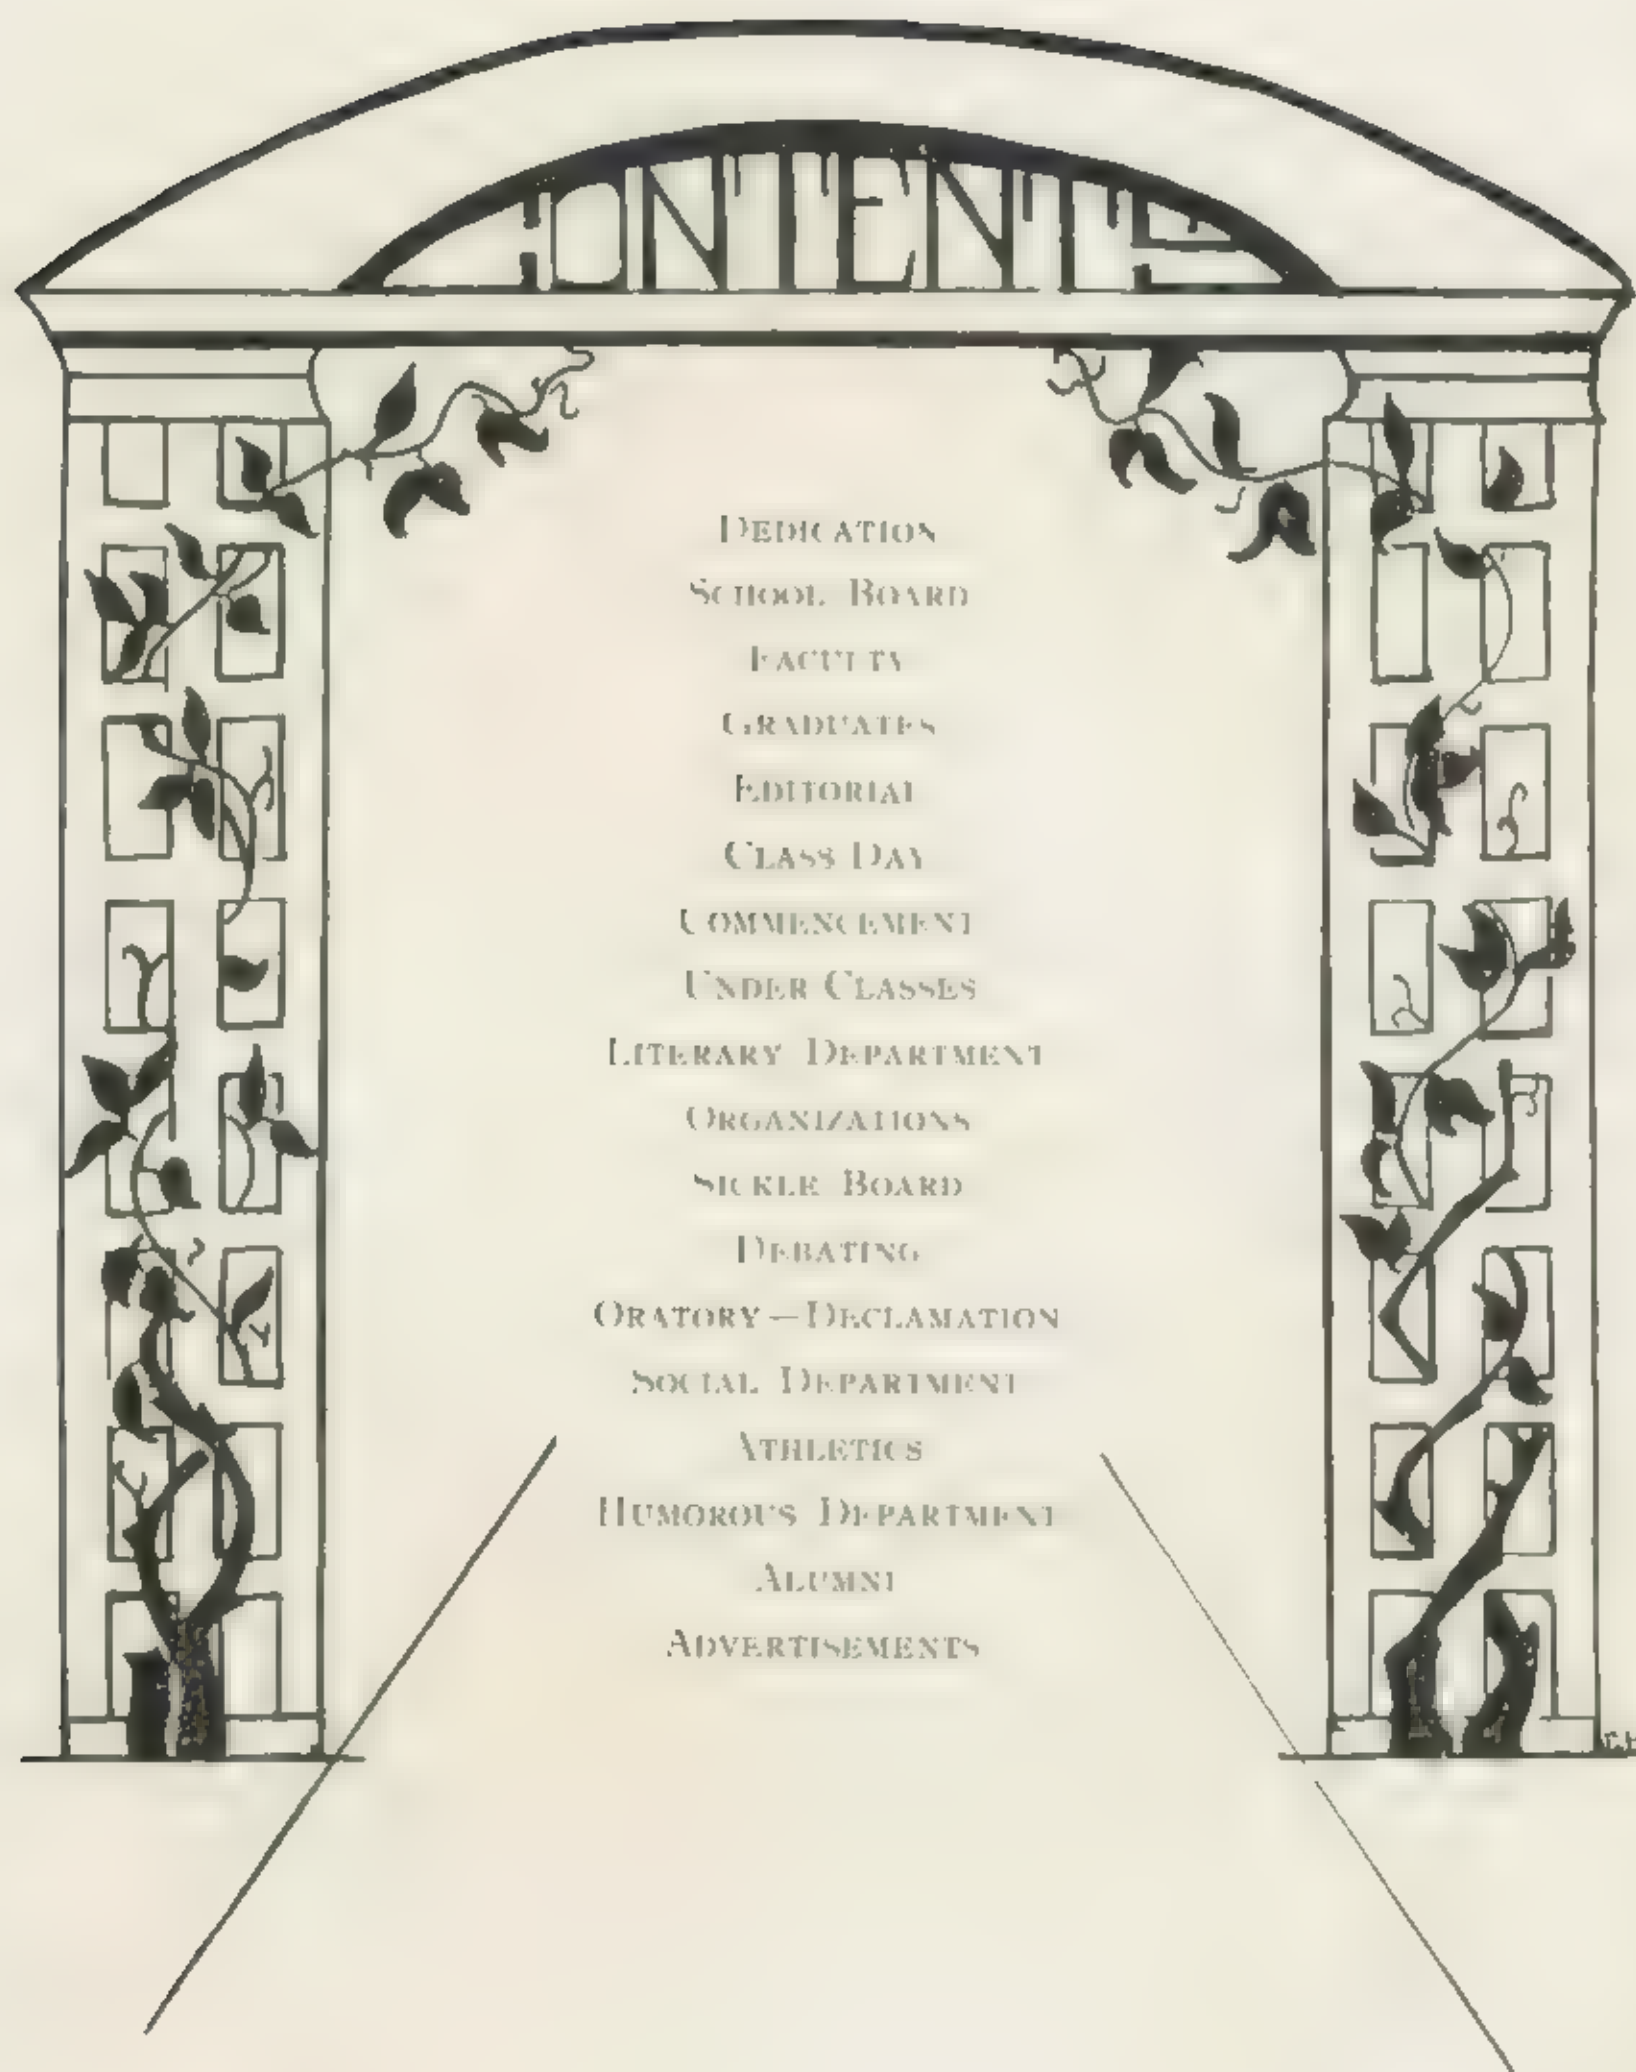 CONTENTS
DEDICATION
SCHOOL BOARD
FACULTY
GRADUATES
EDITORIAL
CLASS DAY
COMMENCEMENT
UNDER CLASSES
LITERARY DEPARTMENT
ORGANIZATIONS
SICKLE BOARD
DEBATING
ORATORY—DECLAMATION
SOCIAL DEPARTMENT
ATHLETICS
HUMOROUS DEPARTMENT
ALUMNI
ADVERTISEMENTS